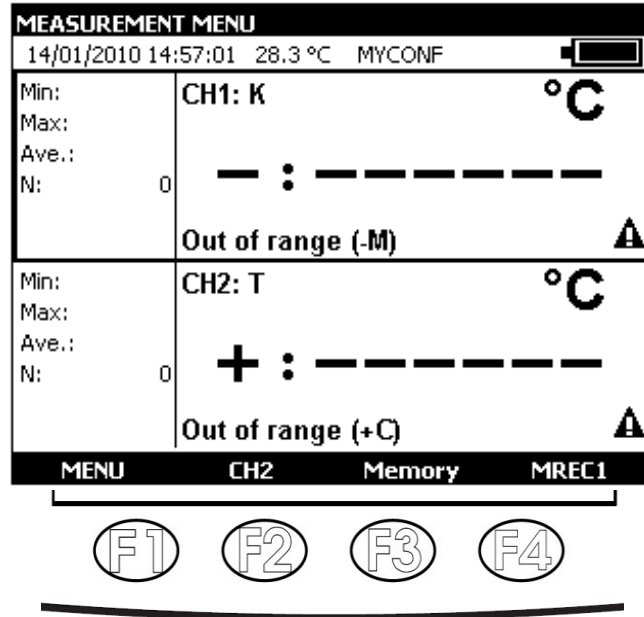 MEASUREMENT MENU
14/01/2010 14:57:01 28.3 °C MYCONF
Min:
Max:
Ave.:
N: 0
CH1: K °C
- : - - - - - -
Out of range (-M)
Min:
Max:
Ave.:
N: 0
CH2: T °C
+ : - - - - - -
Out of range (+C)
MENU CH2 Memory MREC1
F1 F2 F3 F4